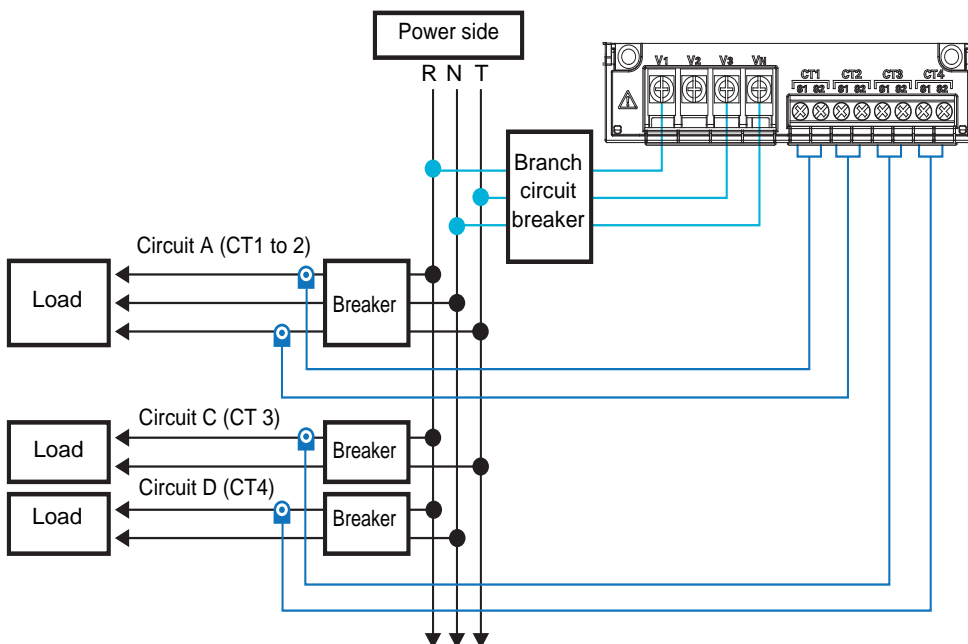 Power side
R N T
V1 V2 V3 VN
CT1 CT2 CT3 CT4
S1 S2 S1 S2 S1 S2 S1 S2
Branch
circuit
breaker
Circuit A (CT1 to 2)
Load
Breaker
Circuit C (CT 3)
Load
Breaker
Circuit D (CT4)
Load
Breaker